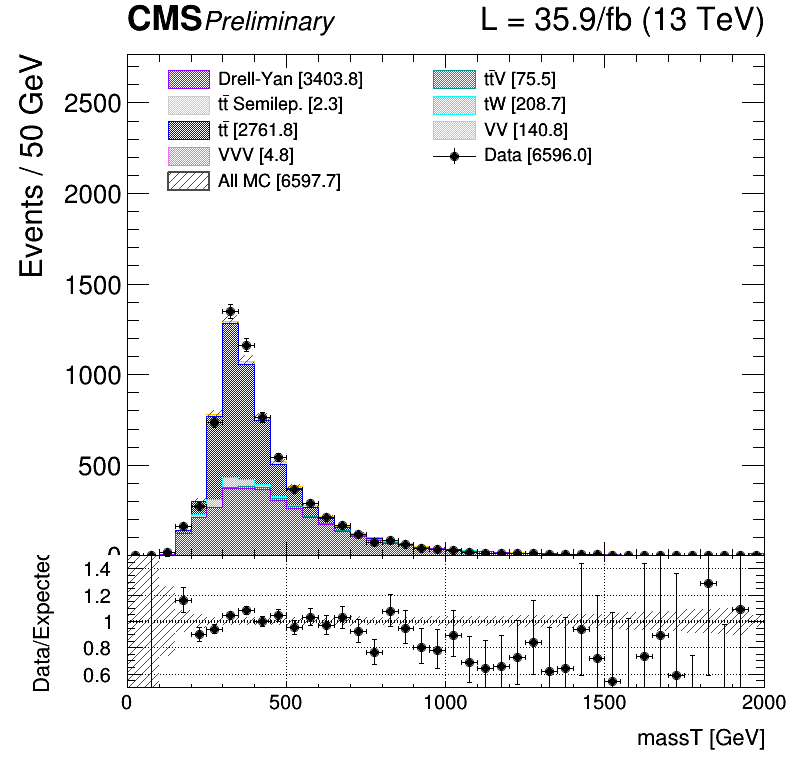 CMS Preliminary L = 35.9/fb (13 TeV)
Events / 50 GeV
Drell-Yan [3403.8]
tt̄ Semilep. [2.3]
tt̄ [2761.8]
VVV [4.8]
All MC [6597.7]
tt̄V [75.5]
tW [208.7]
VV [140.8]
Data [6596.0]
2500
2000
1500
1000
500
0
Data/Expected
1.4
1.2
1
0.8
0.6
0 500 1000 1500 2000
massT [GeV]